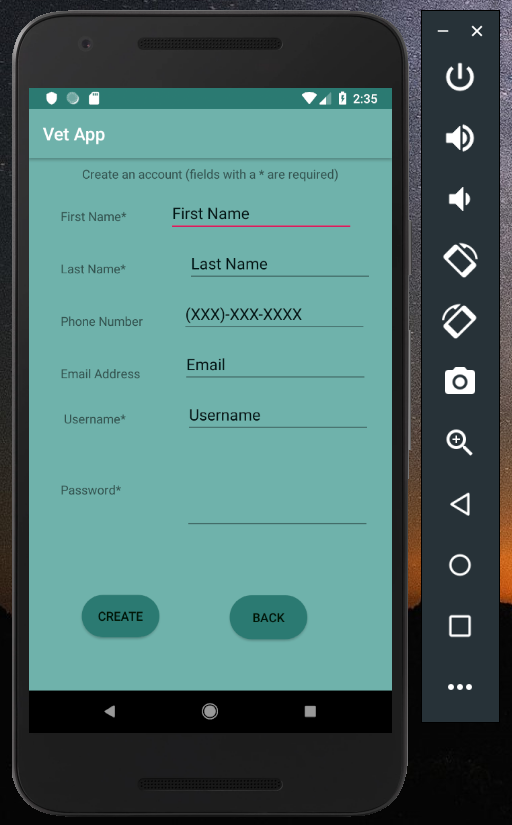 2:35
Vet App
Create an account (fields with a * are required)
First Name* First Name
Last Name* Last Name
Phone Number (XXX)-XXX-XXXX
Email Address Email
Username* Username
Password*
CREATE BACK